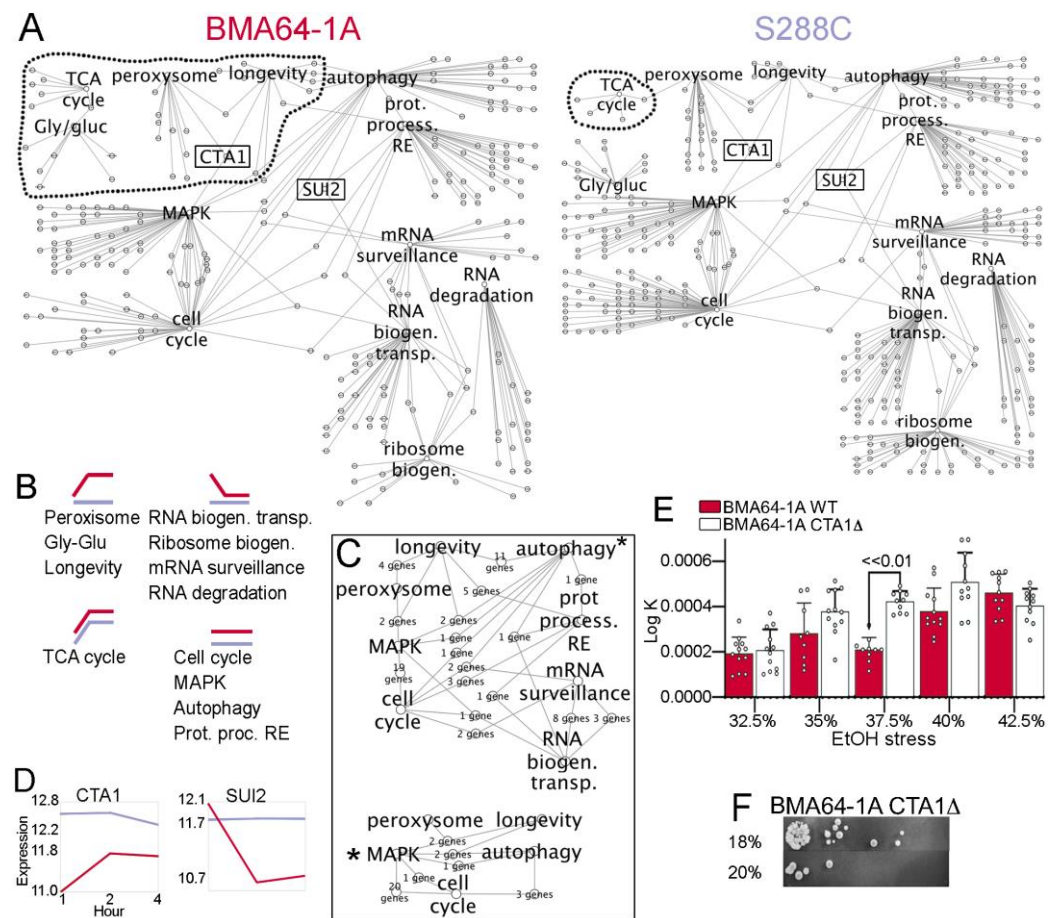 A
BMA64-1A
S288C
TCA
cycle
peroxysome
longevity
autophagy
Gly/gluc
prot.
process.
RE
CTA1
SUI2
MAPK
mRNA
surveillance
RNA
degradation
cell
cycle
RNA
biogen.
transp.
ribosome
biogen.
TCA
cycle
peroxysome
longevity
autophagy
prot.
process.
RE
CTA1
Gly/gluc
SUI2
MAPK
mRNA
surveillance
RNA
degradation
cell
cycle
RNA
biogen.
transp.
ribosome
biogen.
B
Peroxisome
Gly-Glu
Longevity
RNA biogen. transp.
Ribosome biogen.
mRNA surveillance
RNA degradation
TCA cycle
Cell cycle
MAPK
Autophagy
Prot. proc. RE
C
longevity
autophagy*
4 genes
11
genes
peroxysome
5 genes
1 gene
prot
process.
RE
2 genes
MAPK
1 gene
1 gene
1 gene
19
genes
2 genes
3 genes
mRNA
surveillance
cell
cycle
1 gene
1 gene
8 genes
3 genes
2 genes
RNA
biogen.
transp.
peroxysome
longevity
2 genes
* MAPK
2 genes
autophagy
1 gene
1 gene
20
genes
cell
cycle
3 genes
D
CTA1
SUI2
Expression
12.8
12.2
11.8
11.0
1
2
4
Hour
12.1
11.7
10.7
E
BMA64-1A WT
BMA64-1A CTA1Δ
<<0.01
Log K
0.0006
0.0004
0.0002
0.0000
32.5%
35%
37.5%
40%
42.5%
EtOH stress
F
BMA64-1A CTA1Δ
18%
20%